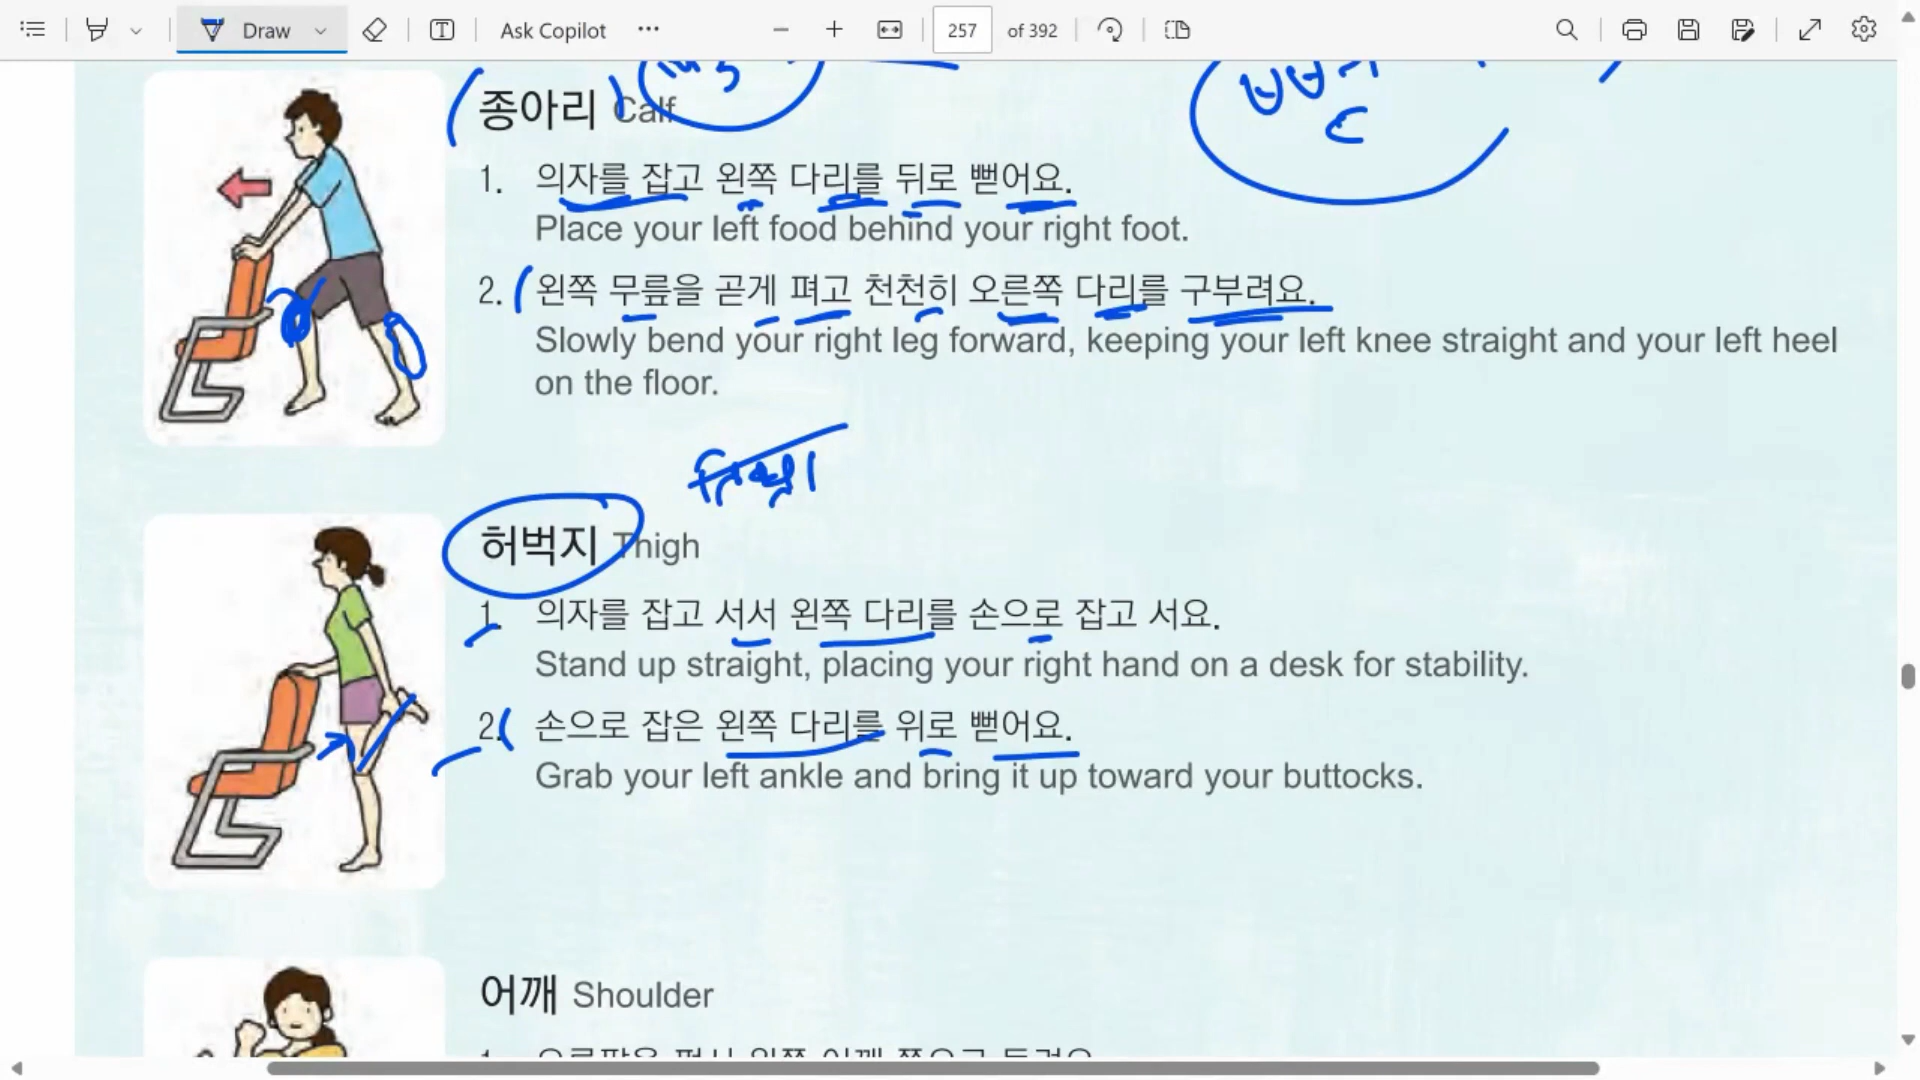 Draw
Ask Copilot
257 of 392
종아리 Calf
1. 의자를 잡고 왼쪽 다리를 뒤로 뻗어요.
Place your left food behind your right foot.
2. 왼쪽 무릎을 곧게 펴고 천천히 오른쪽 다리를 구부려요.
Slowly bend your right leg forward, keeping your left knee straight and your left heel
on the floor.
허벅지 Thigh
1. 의자를 잡고 서서 왼쪽 다리를 손으로 잡고 서요.
Stand up straight, placing your right hand on a desk for stability.
2. 손으로 잡은 왼쪽 다리를 위로 뻗어요.
Grab your left ankle and bring it up toward your buttocks.
어깨 Shoulder